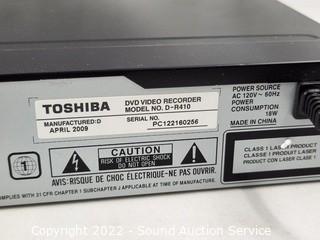 TOSHIBA
DVD VIDEO RECORDER
MODEL NO. D-R410
MANUFACTURED:D
APRIL 2009
SERIAL NO.
PC122160256
POWER SOURCE
AC 120V~ 60Hz
POWER
CONSUMPTION
18W
MADE IN CHINA
CAUTION
RISK OF ELECTRIC SHOCK
DO NOT OPEN
AVIS: RISQUE DE CHOC ÉLECTRIQUE-NE PAS OUVRIR.
CLASS 1 LASER PRODUCT
PRODUIT LASER CLASSE 1
PRODUCTO CON LASER CLASE 1
COMPLIES WITH 21 CFR CHAPTER 1 SUBCHAPTER J APPLICABLE AT TIME OF MANUFACTURE.
Copyright 2022 - Sound Auction Service